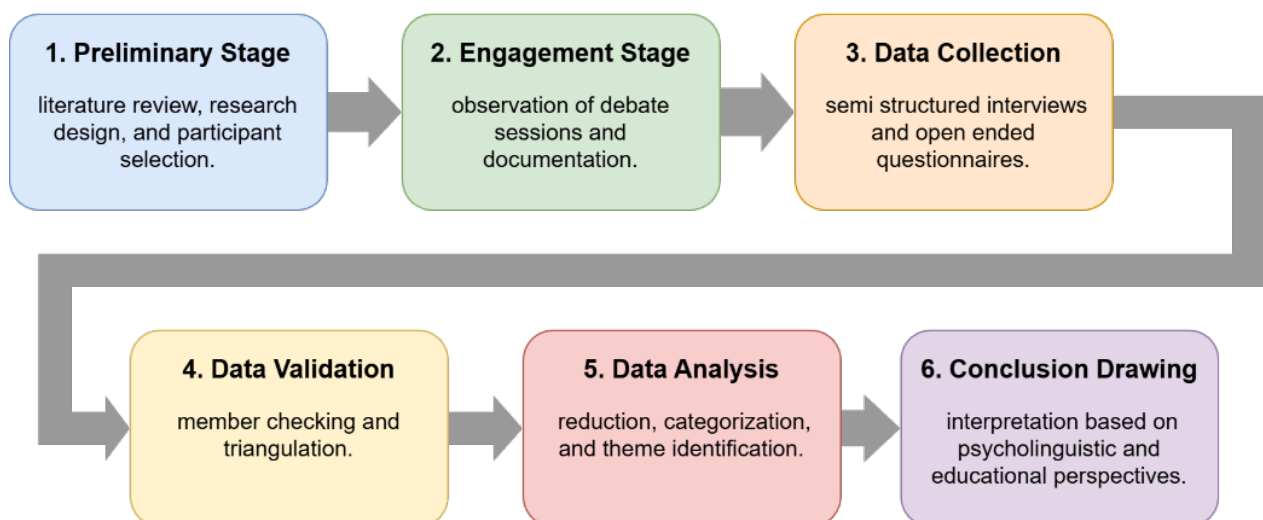 1. Preliminary Stage
literature review, research
design, and participant
selection.
2. Engagement Stage
observation of debate
sessions and
documentation.
3. Data Collection
semi structured interviews
and open ended
questionnaires.
4. Data Validation
member checking and
triangulation.
5. Data Analysis
reduction, categorization,
and theme identification.
6. Conclusion Drawing
interpretation based on
psycholinguistic and
educational perspectives.